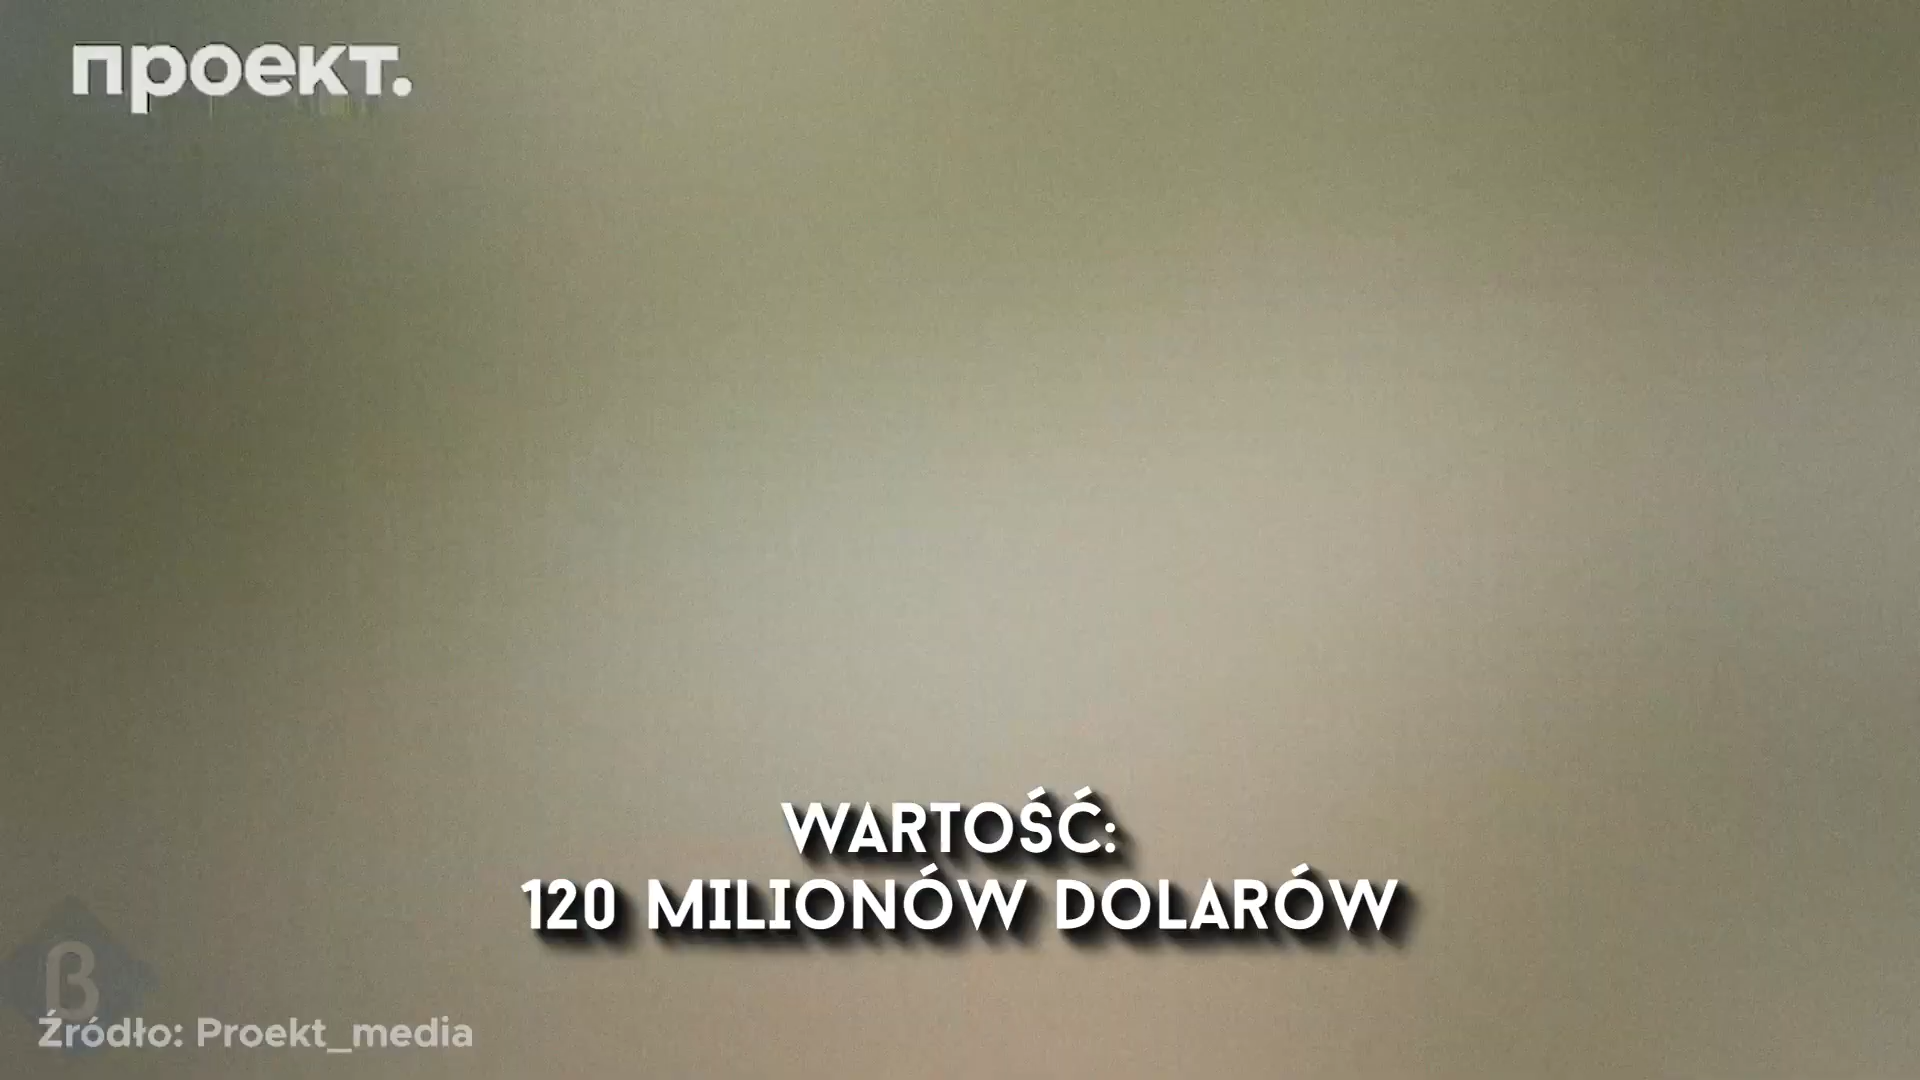 проект.
WARTOŚĆ:
120 MILIONÓW DOLARÓW
β
Źródło: Proekt_media